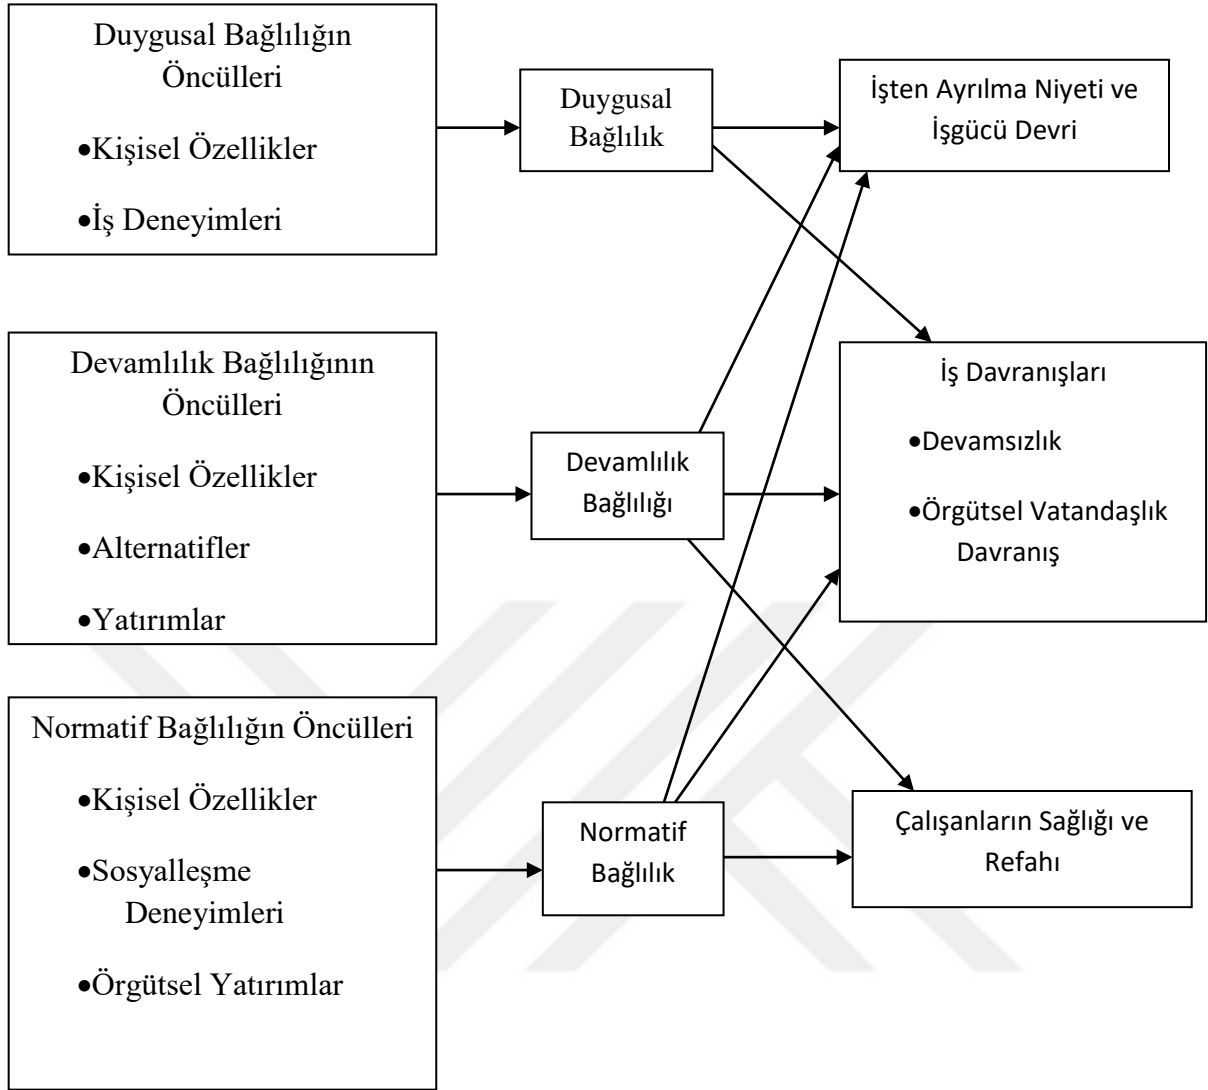 Duygusal Bağlılığın
Öncülleri
•Kişisel Özellikler
•İş Deneyimleri
Duygusal
Bağlılık
İşten Ayrılma Niyeti ve
İşgücü Devri
Devamlılık Bağlılığının
Öncülleri
•Kişisel Özellikler
•Alternatifler
•Yatırımlar
Devamlılık
Bağlılığı
İş Davranışları
•Devamsızlık
•Örgütsel Vatandaşlık
Davranış
Normatif Bağlılığın Öncülleri
•Kişisel Özellikler
•Sosyalleşme
Deneyimleri
•Örgütsel Yatırımlar
Normatif
Bağlılık
Çalışanların Sağlığı ve
Refahı